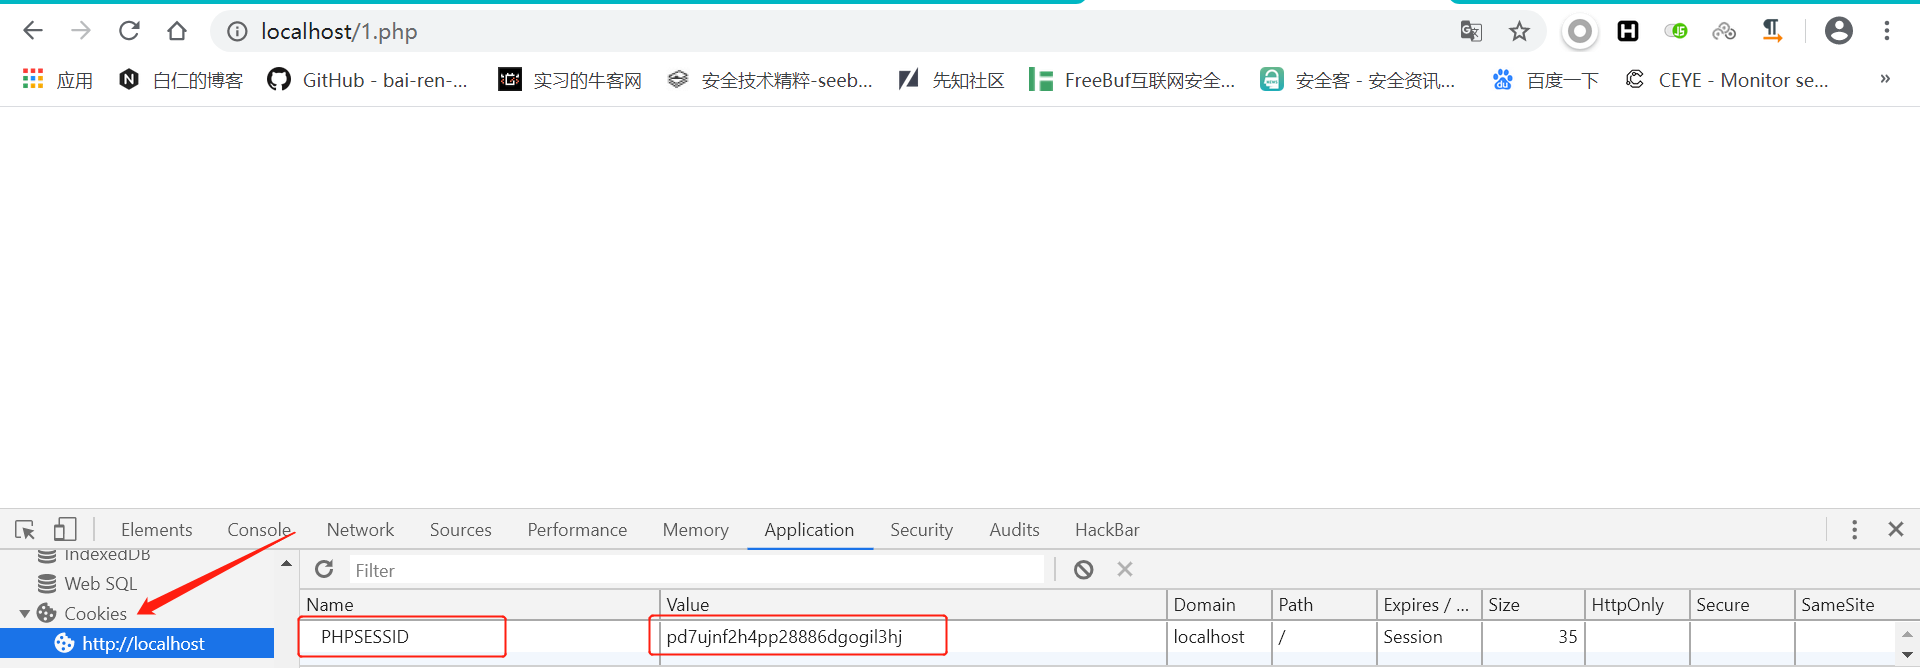 localhost/1.php
应用 白仁的博客 GitHub - bai-ren-... 实习的牛客网 安全技术精粹-seeb... 先知社区 FreeBuf互联网安全... 安全客 - 安全资讯... 百度一下 CEYE - Monitor se... »
Elements Console Network Sources Performance Memory Application Security Audits HackBar
IndexedDB
Filter
Web SQL
Name Value Domain Path Expires / ... Size HttpOnly Secure SameSite
Cookies
PHPSESSID pd7ujnf2h4pp28886dgogil3hj localhost / Session 35
http://localhost